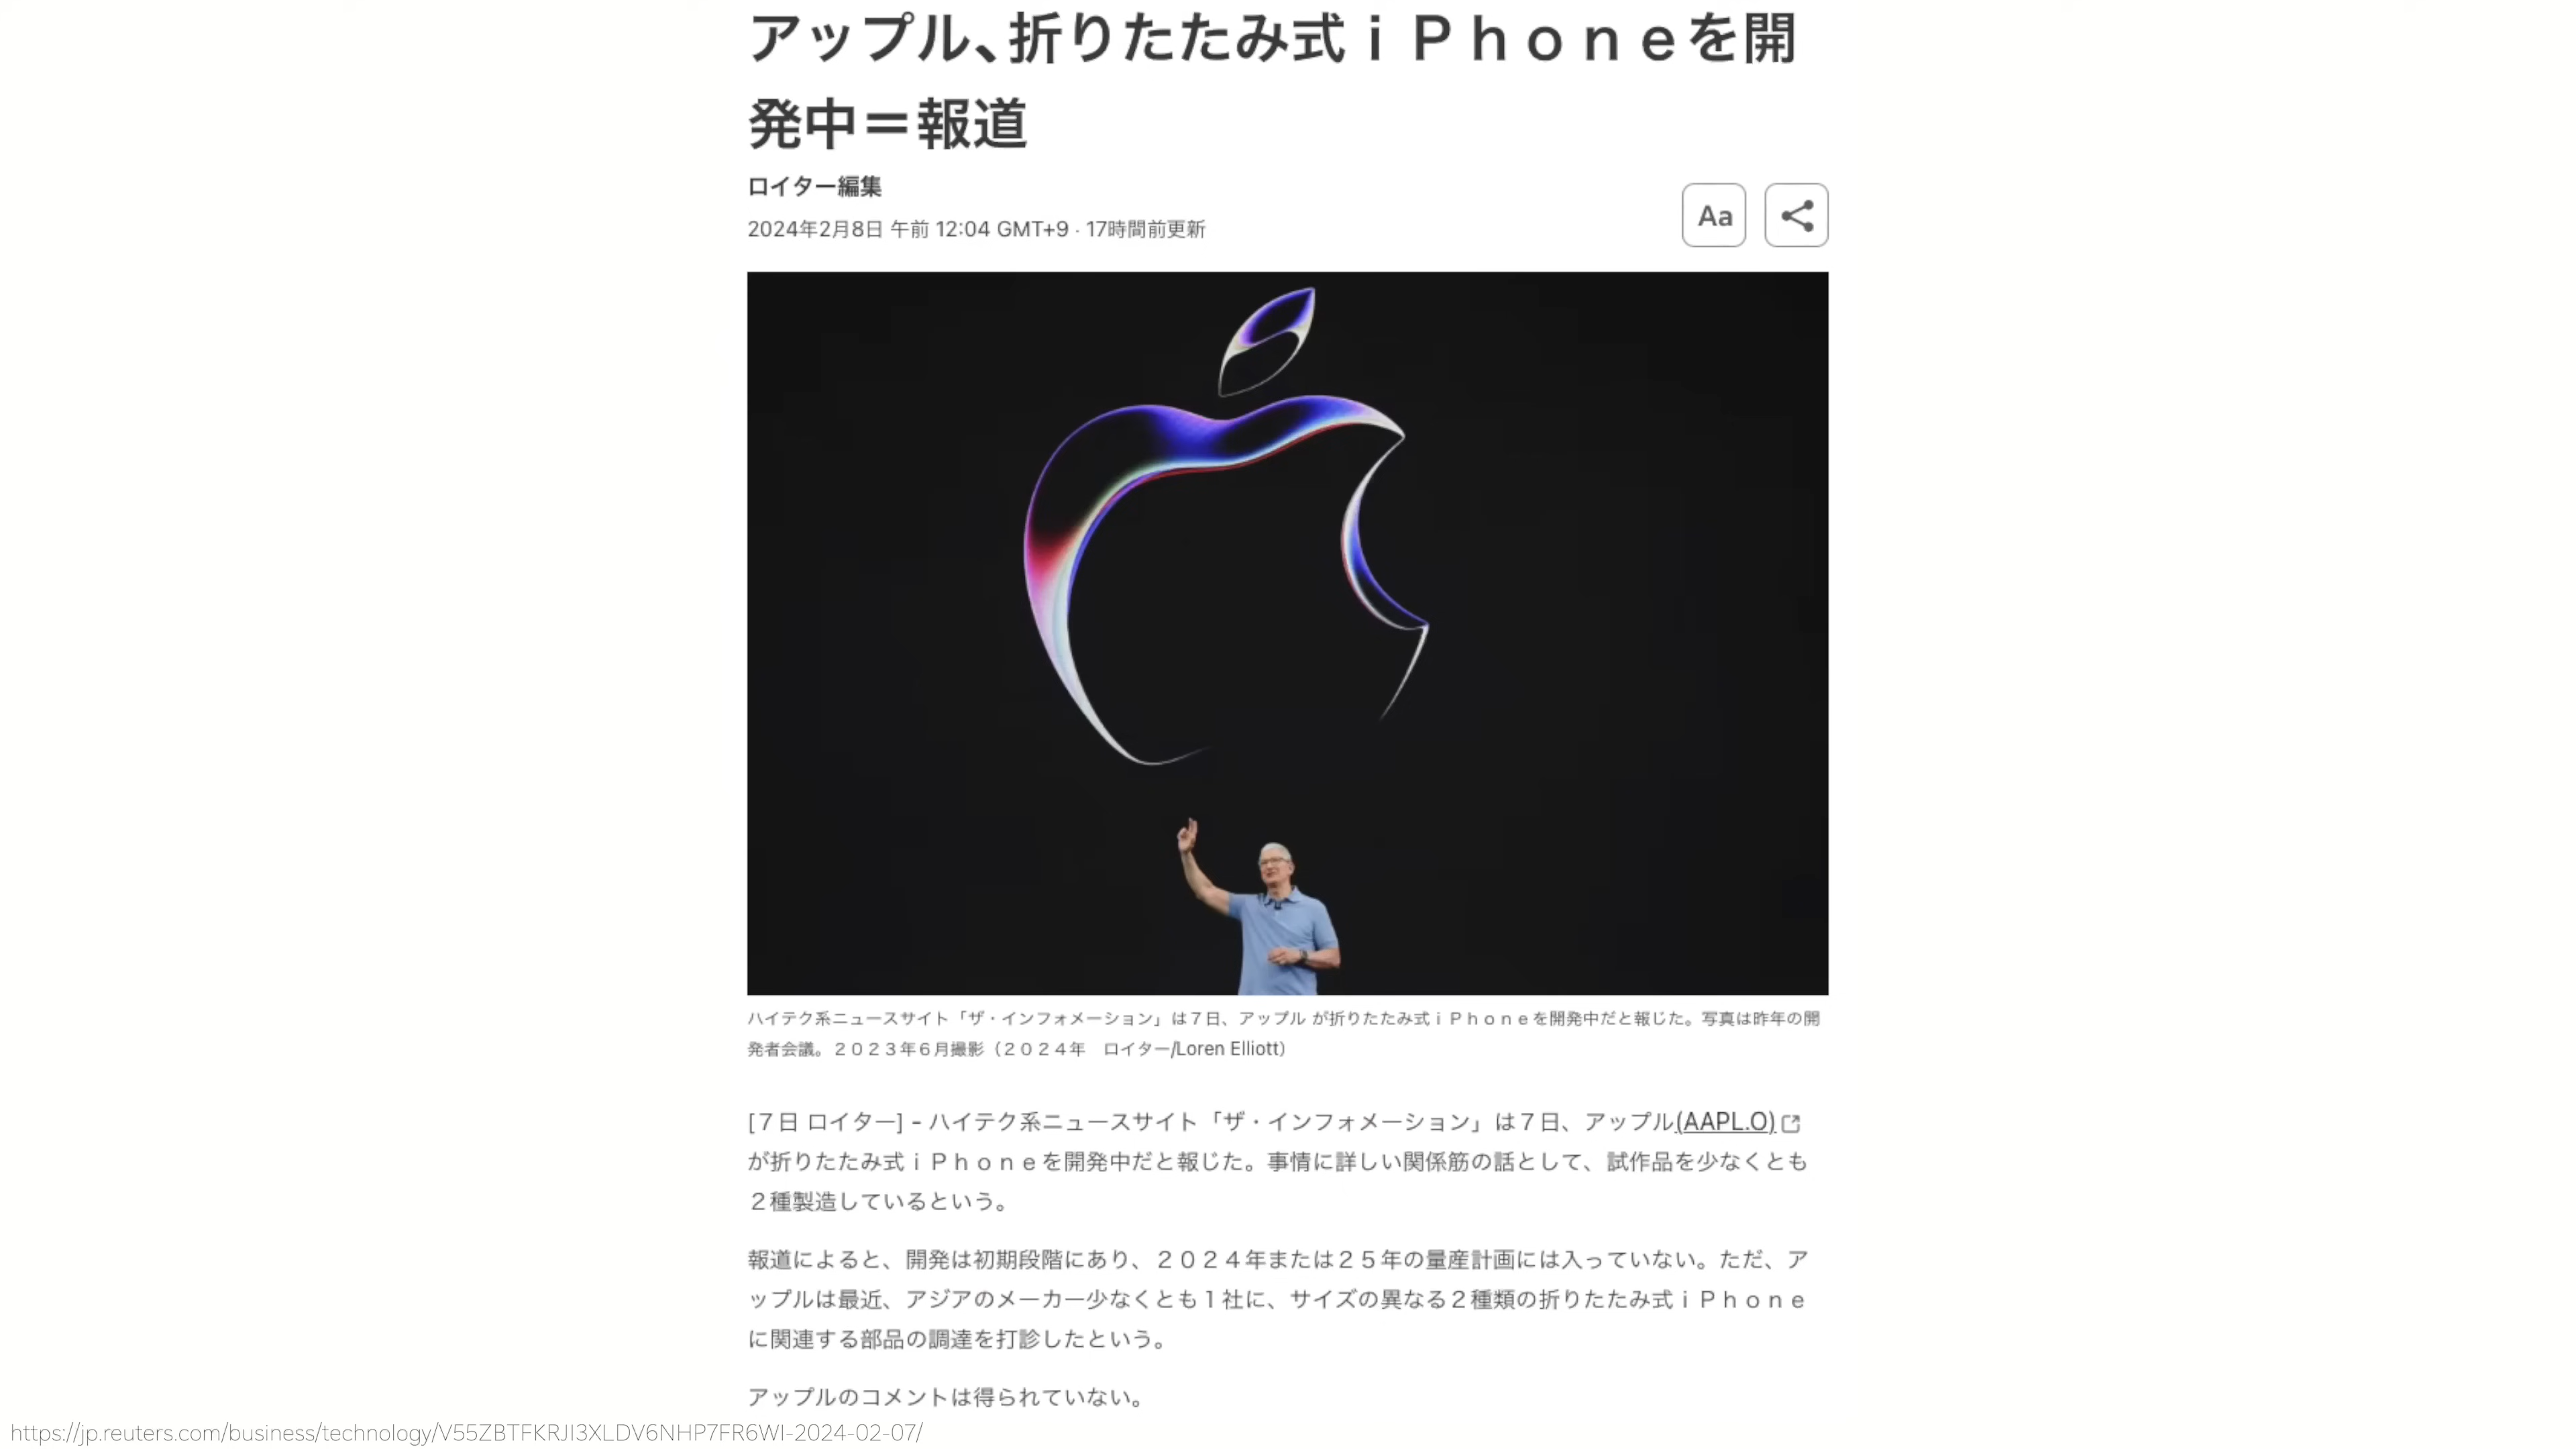 アップル、折りたたみ式ｉＰｈｏｎｅを開
発中＝報道
ロイター編集
2024年2月8日 午前 12:04 GMT+9 · 17時間前更新
Aa
ハイテク系ニュースサイト「ザ・インフォメーション」は７日、アップル が折りたたみ式ｉＰｈｏｎｅを開発中だと報じた。写真は昨年の開
発者会議。２０２３年６月撮影（２０２４年　ロイター/Loren Elliott）
[７日 ロイター] - ハイテク系ニュースサイト「ザ・インフォメーション」は７日、アップル(AAPL.O)
が折りたたみ式ｉＰｈｏｎｅを開発中だと報じた。事情に詳しい関係筋の話として、試作品を少なくとも
２種製造しているという。
報道によると、開発は初期段階にあり、２０２４年または２５年の量産計画には入っていない。ただ、ア
ップルは最近、アジアのメーカー少なくとも１社に、サイズの異なる２種類の折りたたみ式ｉＰｈｏｎｅ
に関連する部品の調達を打診したという。
アップルのコメントは得られていない。
https://jp.reuters.com/business/technology/V55ZBTFKRJI3XLDV6NHP7FR6WI-2024-02-07/